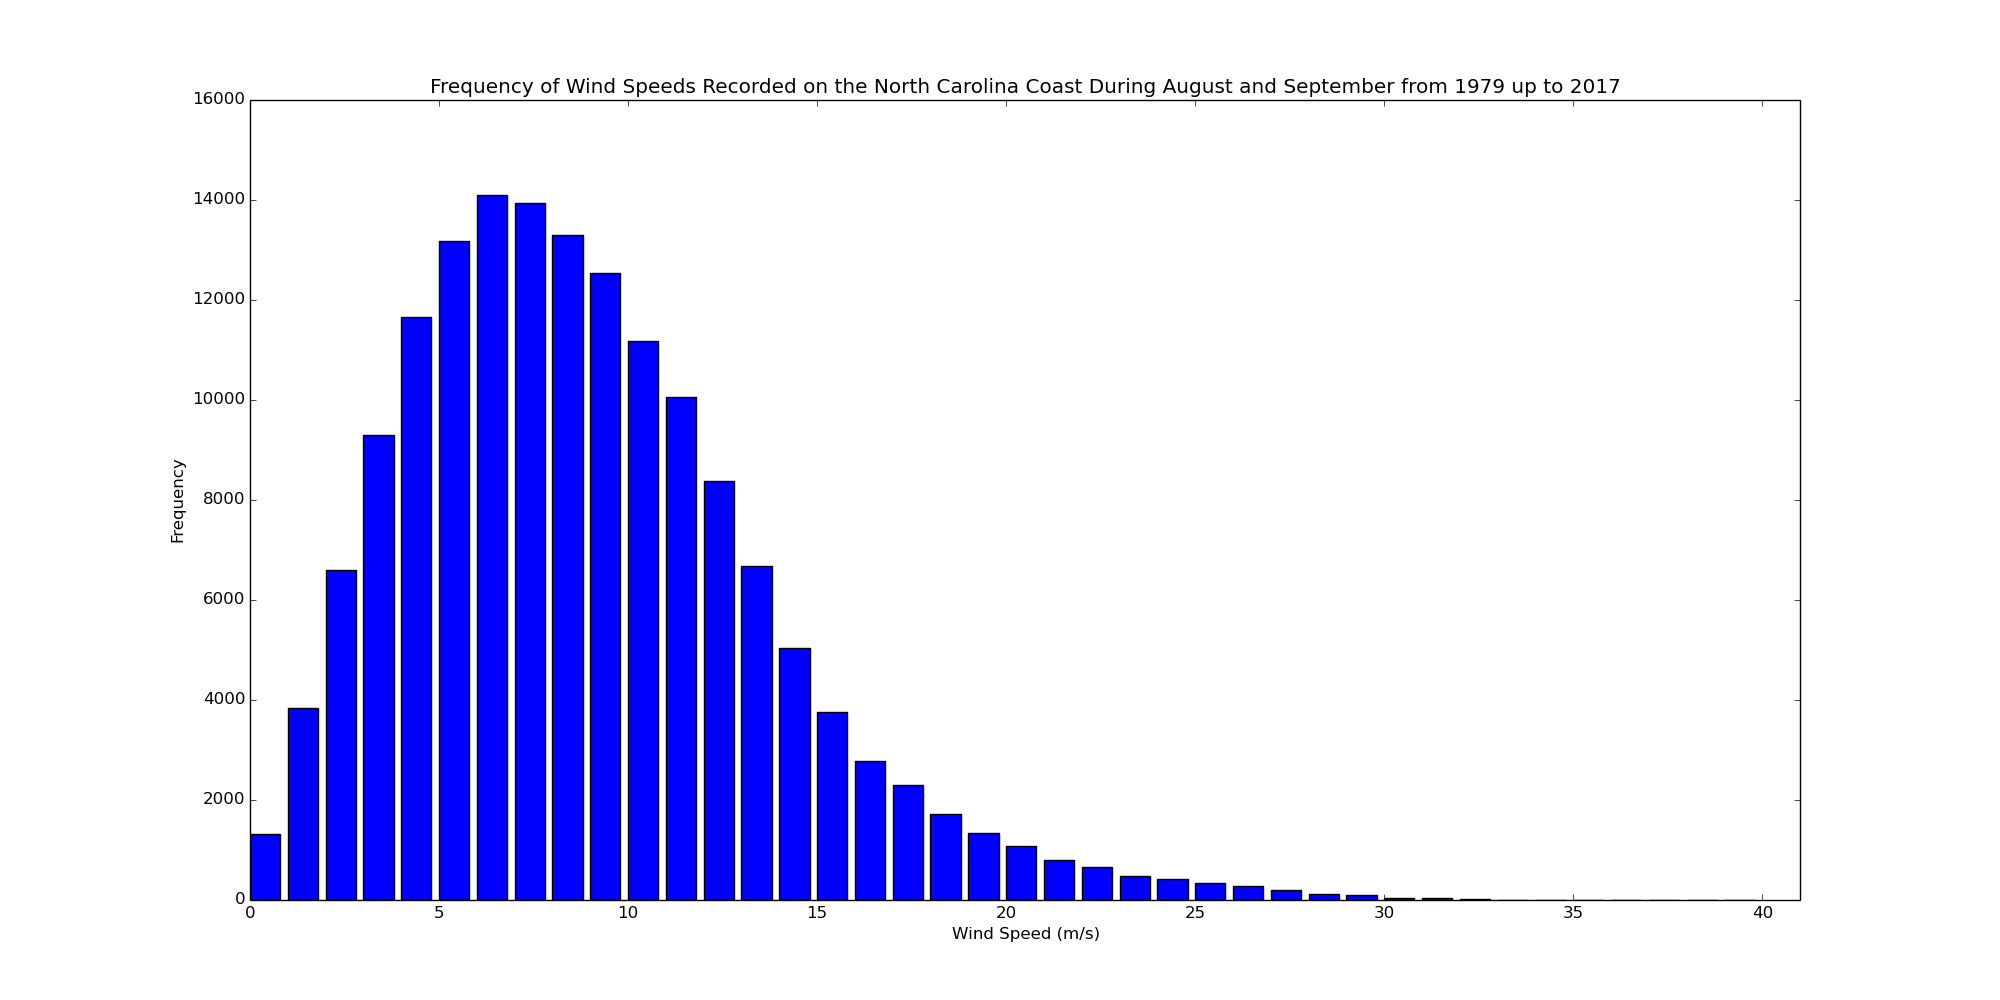 Frequency of Wind Speeds Recorded on the North Carolina Coast During August and September from 1979 up to 2017
16000
14000
12000
10000
8000
6000
4000
2000
0
Frequency
0 5 10 15 20 25 30 35 40
Wind Speed (m/s)